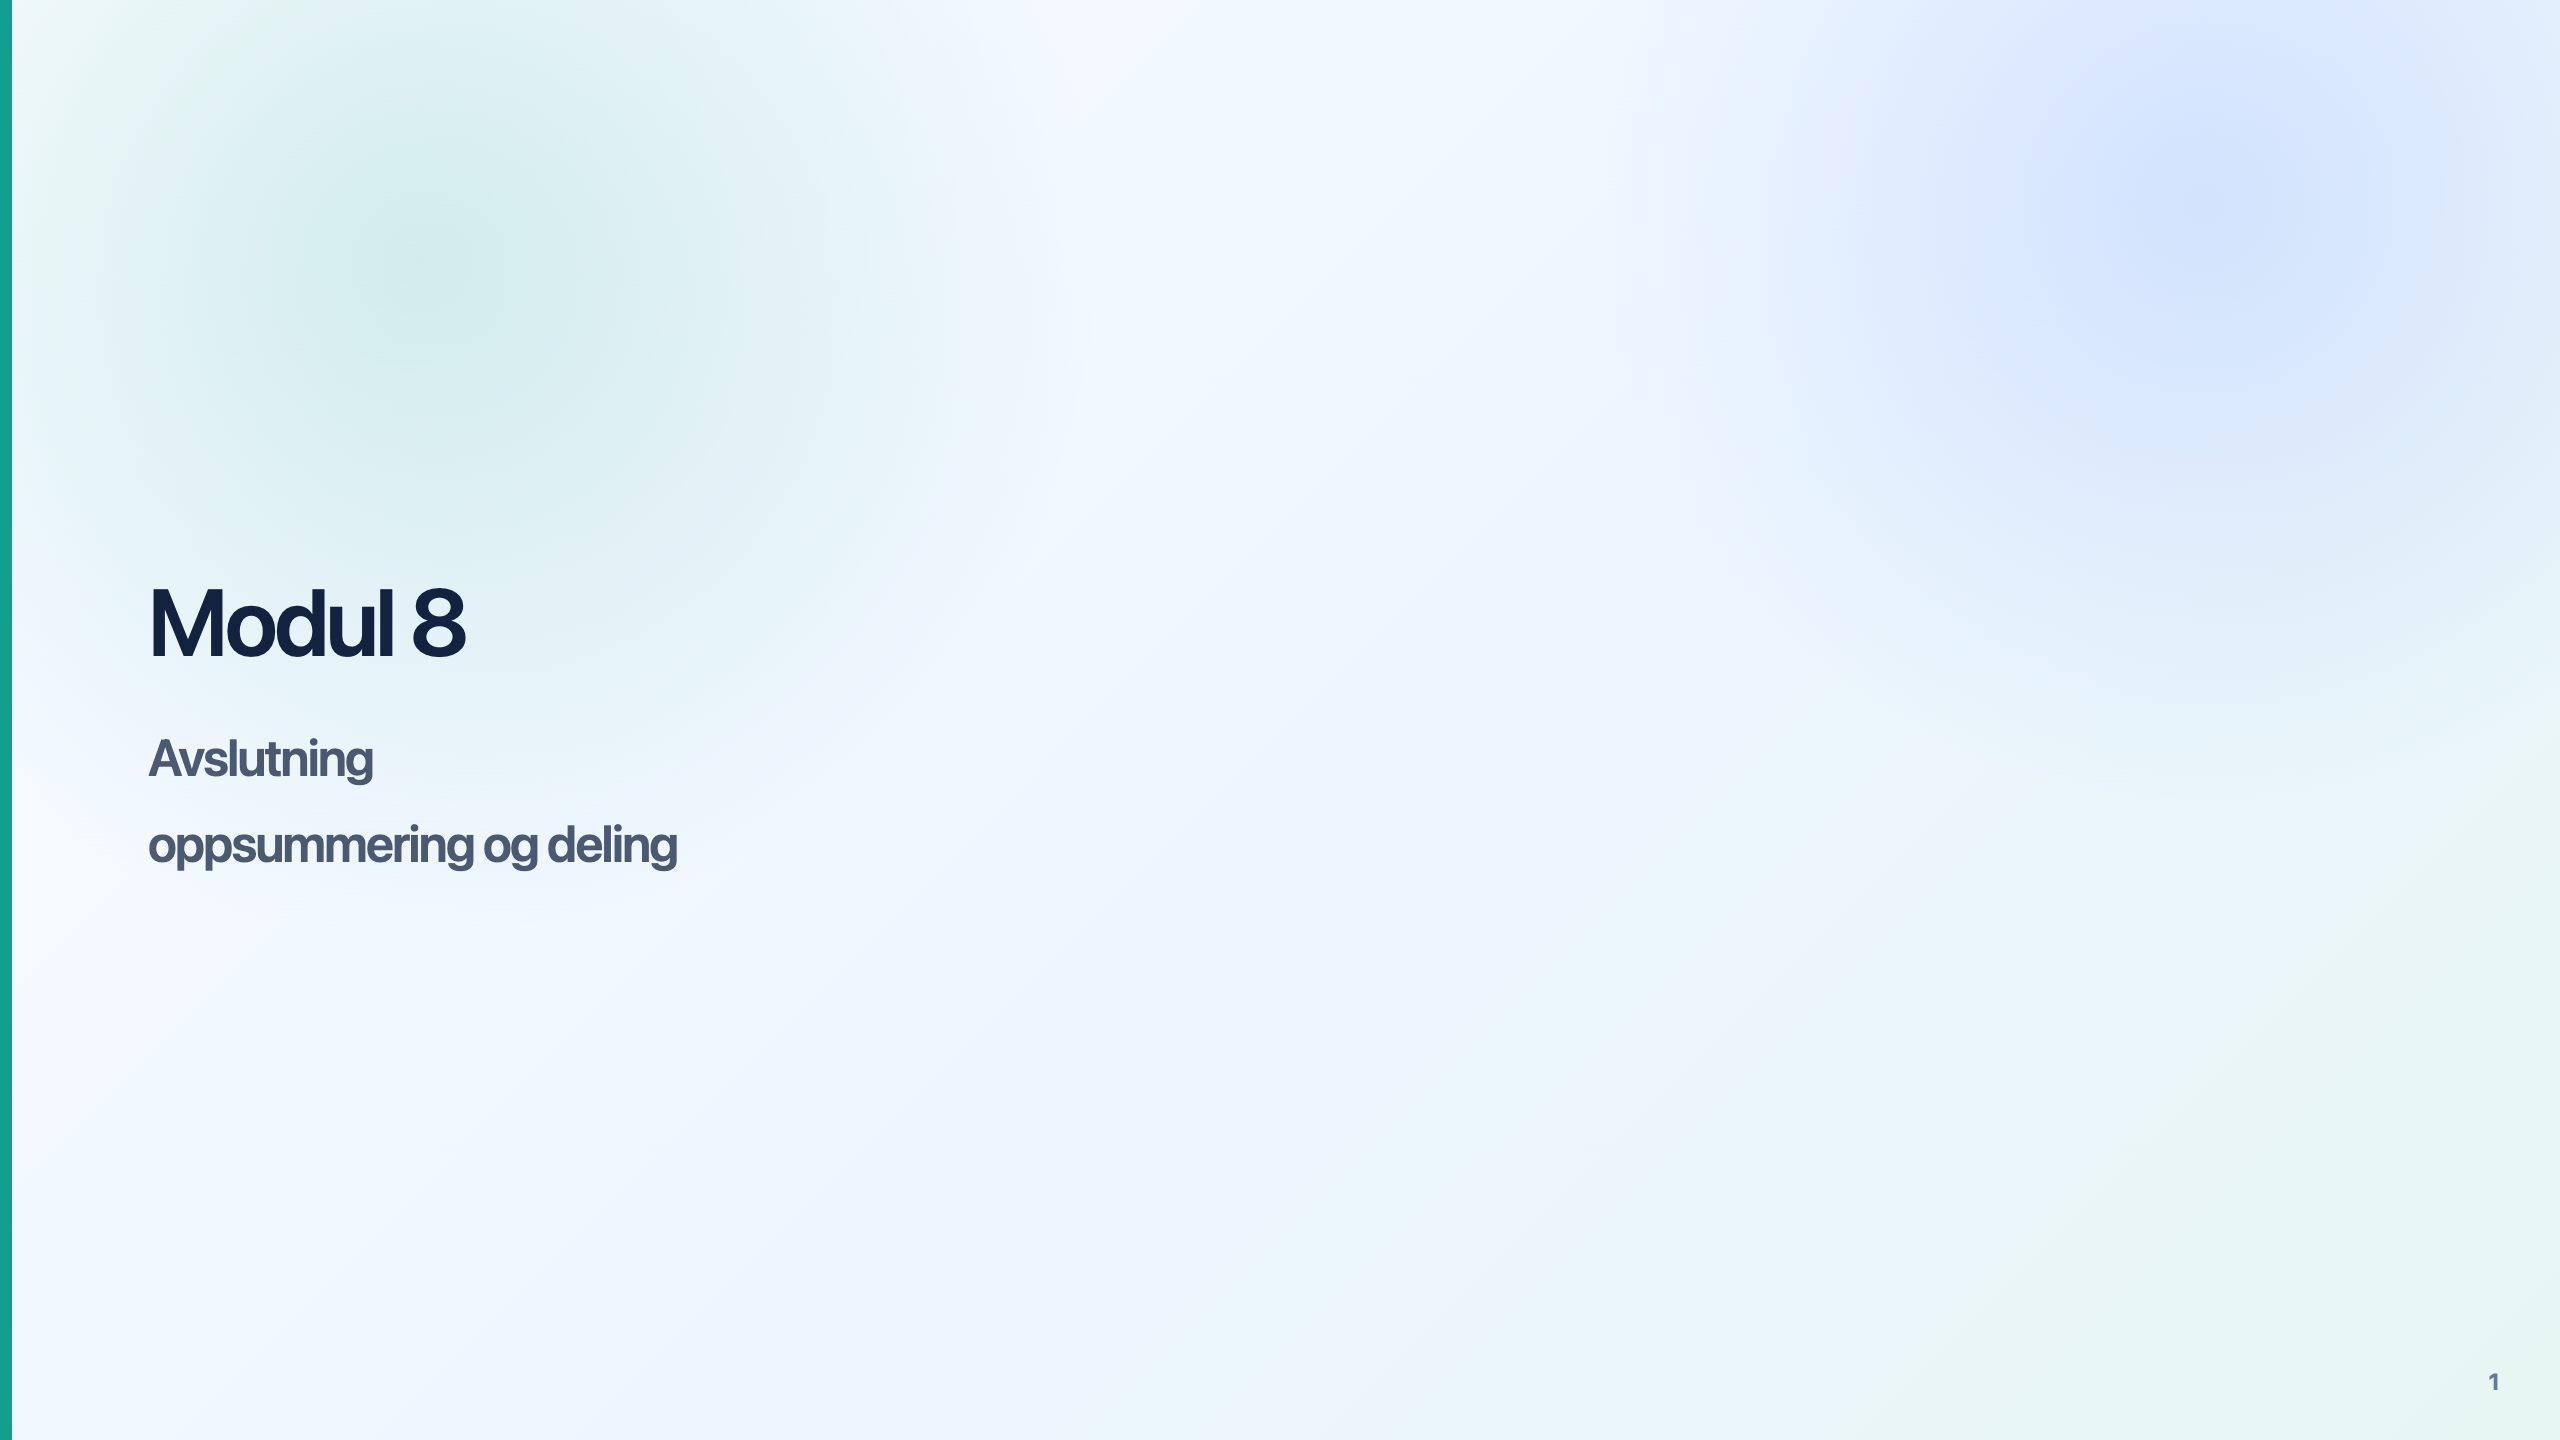 Modul 8
Avslutning
oppsummering og deling
1